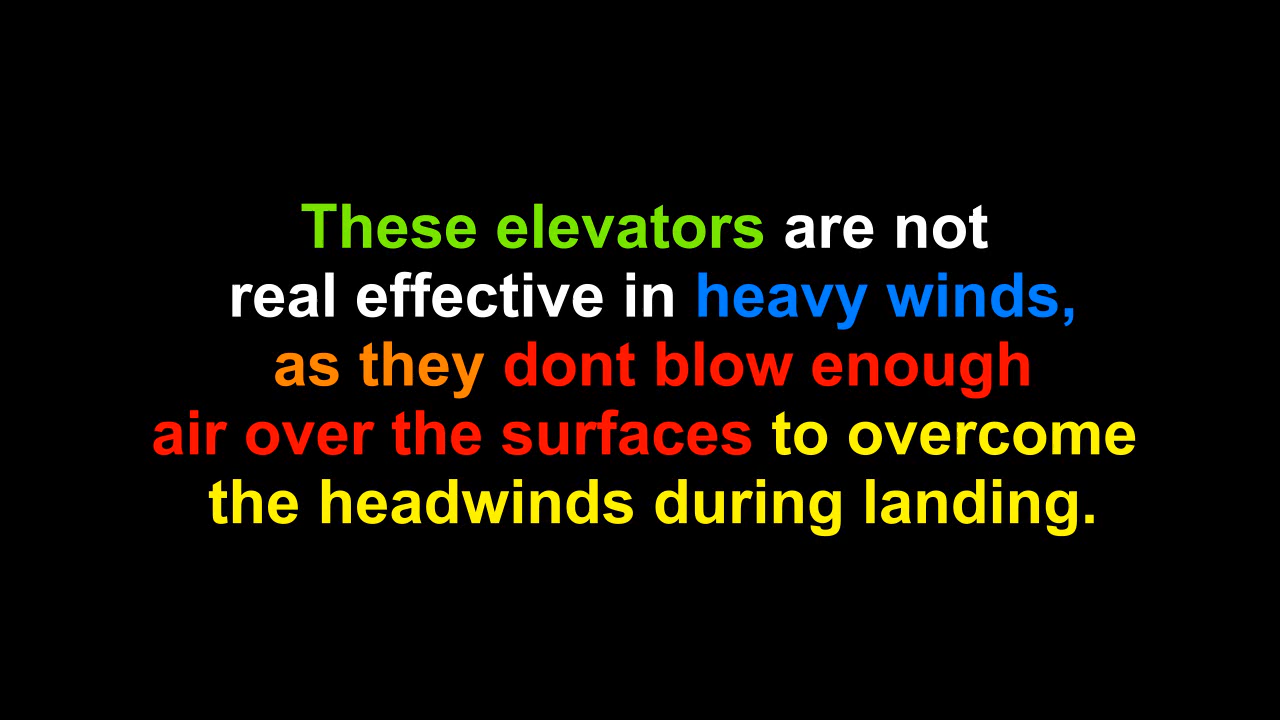 These elevators are not
real effective in heavy winds,
as they dont blow enough
air over the surfaces to overcome
the headwinds during landing.